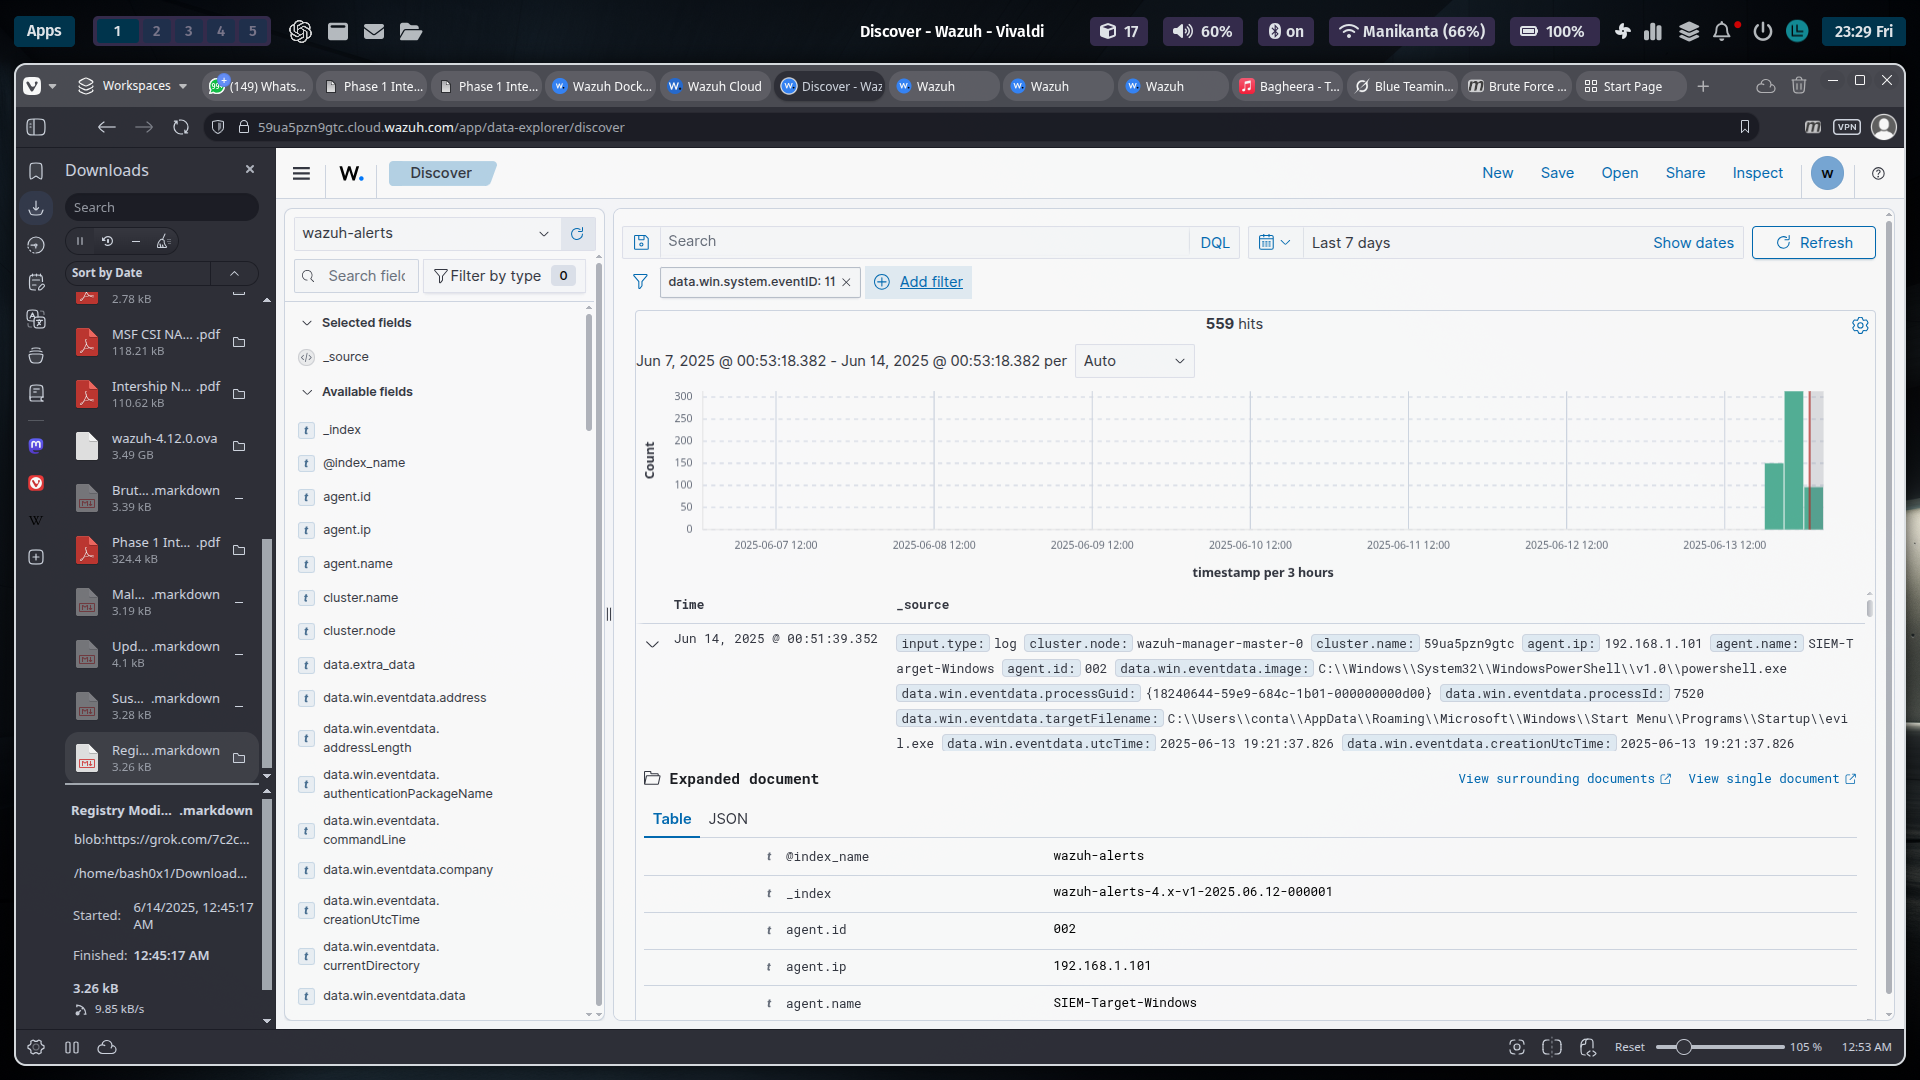 Apps
1
2
3
4
5
Discover - Wazuh - Vivaldi
17
60%
on
Manikanta (66%)
100%
23:29 Fri
Workspaces
(149) Whats...
Phase 1 Inte...
Phase 1 Inte...
Wazuh Dock...
Wazuh Cloud
Discover - Waz
Wazuh
Wazuh
Wazuh
Bagheera - T...
Blue Teamin...
Brute Force ...
Start Page
59ua5pzn9gtc.cloud.wazuh.com/app/data-explorer/discover
VPN
Downloads
Search
Sort by Date
2.78 kB
MSF CSI NA... .pdf
118.21 kB
Intership N... .pdf
110.62 kB
wazuh-4.12.0.ova
3.49 GB
Brut... .markdown
3.39 kB
Phase 1 Int... .pdf
324.4 kB
Mal... .markdown
3.19 kB
Upd... .markdown
4.1 kB
Sus... .markdown
3.28 kB
Regi... .markdown
3.26 kB
Registry Modi... .markdown
blob:https://grok.com/7c2c...
/home/bash0x1/Download...
Started: 6/14/2025, 12:45:17 AM
Finished: 12:45:17 AM
3.26 kB
9.85 kB/s
W.
Discover
New
Save
Open
Share
Inspect
w
wazuh-alerts
Search field
Filter by type 0
Selected fields
_source
Available fields
t _index
t @index_name
t agent.id
t agent.ip
t agent.name
t cluster.name
t cluster.node
t data.extra_data
t data.win.eventdata.address
t data.win.eventdata.
addressLength
t data.win.eventdata.
authenticationPackageName
t data.win.eventdata.
commandLine
t data.win.eventdata.company
t data.win.eventdata.
creationUtcTime
t data.win.eventdata.
currentDirectory
t data.win.eventdata.data
Search
DQL
Last 7 days
Show dates
Refresh
data.win.system.eventID: 11
Add filter
559 hits
Jun 7, 2025 @ 00:53:18.382 - Jun 14, 2025 @ 00:53:18.382 per
Auto
Count
300
250
200
150
100
50
0
2025-06-07 12:00
2025-06-08 12:00
2025-06-09 12:00
2025-06-10 12:00
2025-06-11 12:00
2025-06-12 12:00
2025-06-13 12:00
timestamp per 3 hours
Time
_source
Jun 14, 2025 @ 00:51:39.352
input.type: log cluster.node: wazuh-manager-master-0 cluster.name: 59ua5pzn9gtc agent.ip: 192.168.1.101 agent.name: SIEM-T
arget-Windows agent.id: 002 data.win.eventdata.image: C:\\Windows\\System32\\WindowsPowerShell\\v1.0\\powershell.exe
data.win.eventdata.processGuid: {18240644-59e9-684c-1b01-000000000d00} data.win.eventdata.processId: 7520
data.win.eventdata.targetFilename: C:\\Users\\conta\\AppData\\Roaming\\Microsoft\\Windows\\Start Menu\\Programs\\Startup\\evi
l.exe data.win.eventdata.utcTime: 2025-06-13 19:21:37.826 data.win.eventdata.creationUtcTime: 2025-06-13 19:21:37.826
Expanded document
View surrounding documents
View single document
Table
JSON
t @index_name wazuh-alerts
t _index wazuh-alerts-4.x-v1-2025.06.12-000001
t agent.id 002
t agent.ip 192.168.1.101
t agent.name SIEM-Target-Windows
Reset
105 %
12:53 AM